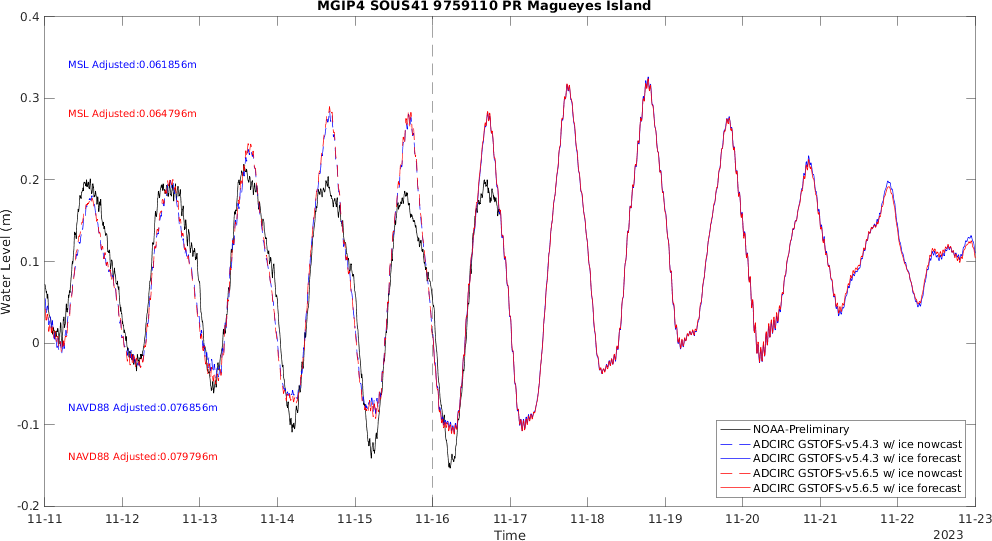 MGIP4 SOUS41 9759110 PR Magueyes Island
0.4
0.3
0.2
0.1
0
-0.1
-0.2
Water Level (m)
MSL Adjusted:0.061856m
MSL Adjusted:0.064796m
NAVD88 Adjusted:0.076856m
NAVD88 Adjusted:0.079796m
NOAA-Preliminary
ADCIRC GSTOFS-v5.4.3 w/ ice nowcast
ADCIRC GSTOFS-v5.4.3 w/ ice forecast
ADCIRC GSTOFS-v5.6.5 w/ ice nowcast
ADCIRC GSTOFS-v5.6.5 w/ ice forecast
11-11 11-12 11-13 11-14 11-15 11-16 11-17 11-18 11-19 11-20 11-21 11-22 11-23
Time
2023